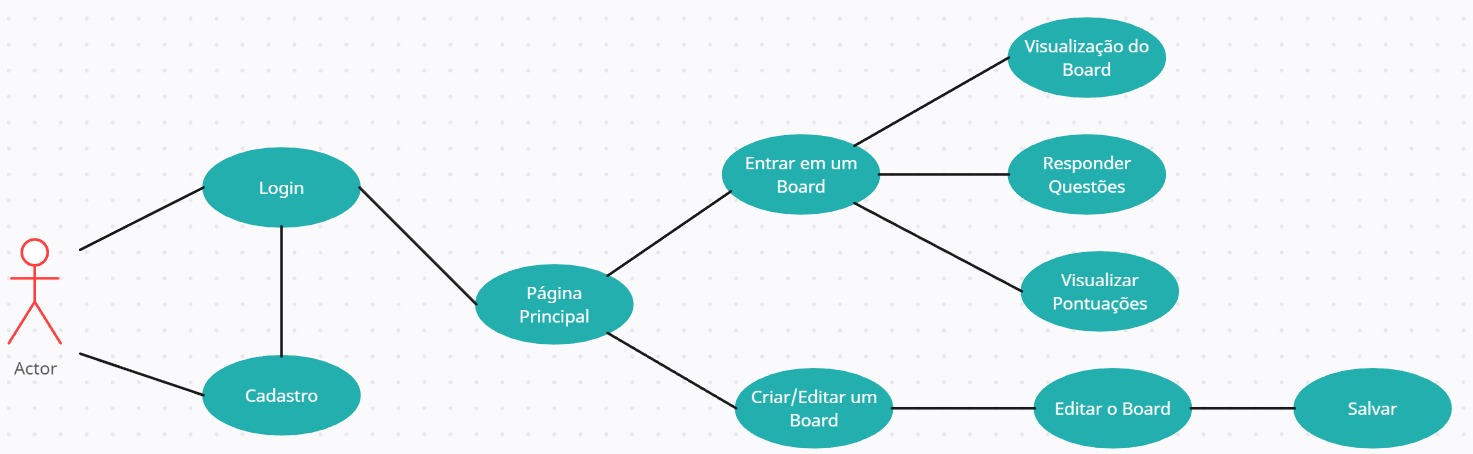 Actor
Login
Cadastro
Página
Principal
Entrar em um
Board
Visualização do
Board
Responder
Questões
Visualizar
Pontuações
Criar/Editar um
Board
Editar o Board
Salvar